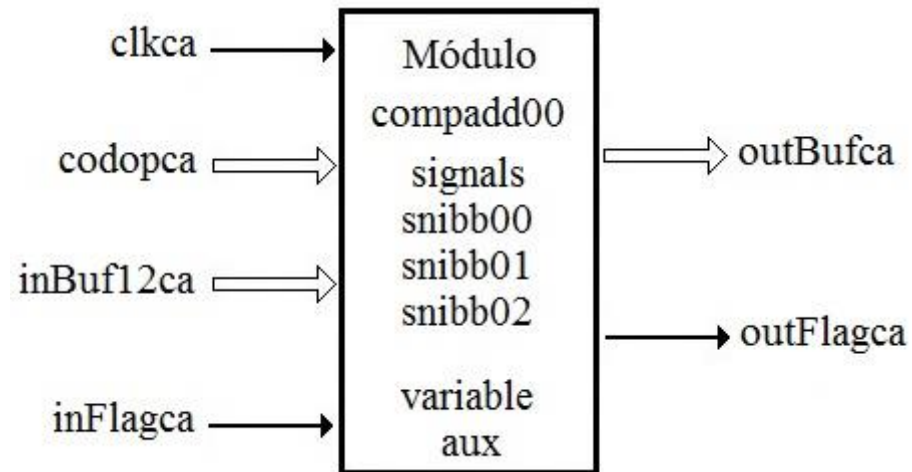 clkca
codopca
inBuf12ca
inFlagca
Módulo
compadd00
signals
snibb00
snibb01
snibb02
variable
aux
outBufca
outFlagca